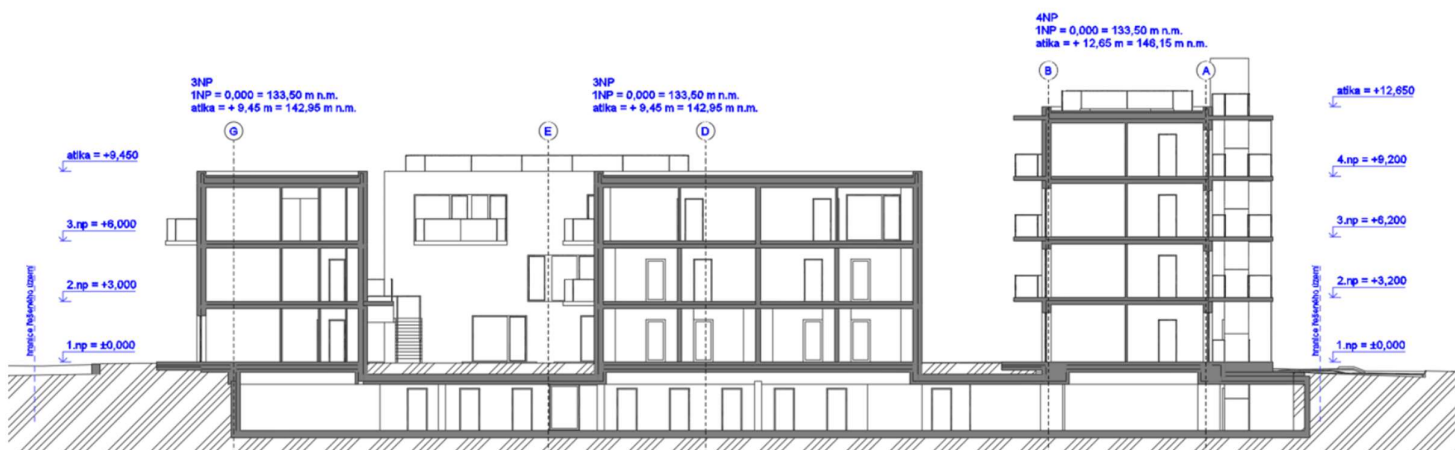 4NP
1NP = 0,000 = 133,50 m n.m.
atika = + 12,65 m = 146,15 m n.m.
3NP
1NP = 0,000 = 133,50 m n.m.
atika = + 9,45 m = 142,95 m n.m.
3NP
1NP = 0,000 = 133,50 m n.m.
atika = + 9,45 m = 142,95 m n.m.
B
A
G
E
D
atika = +9,450
3.np = +6,000
2.np = +3,000
1.np = ±0,000
hranice řešeného území
atika = +12,650
4.np = +9,200
3.np = +6,200
2.np = +3,200
1.np = ±0,000
hranice řešeného území